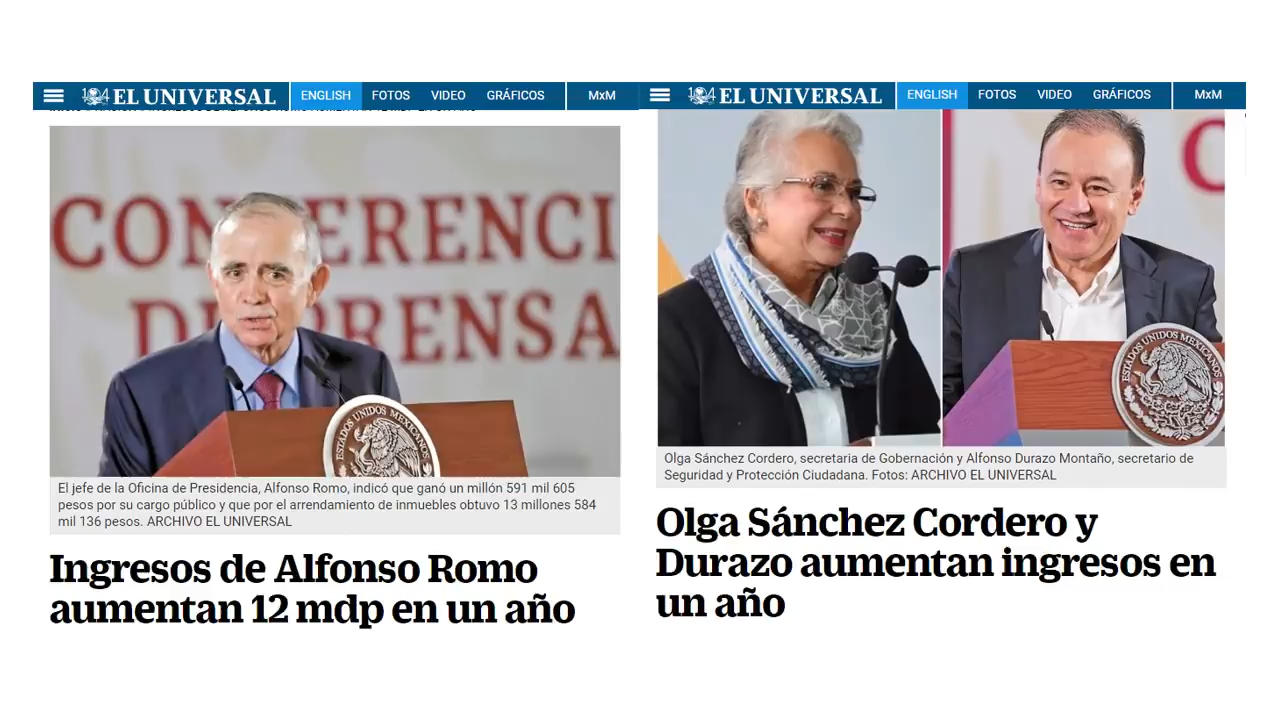 EL UNIVERSAL
ENGLISH FOTOS VIDEO GRÁFICOS MxM
CONFERENCI
DE PRENSA
ESTADOS UNIDOS MEXICANOS
El jefe de la Oficina de Presidencia, Alfonso Romo, indicó que ganó un millón 591 mil 605
pesos por su cargo público y que por el arrendamiento de inmuebles obtuvo 13 millones 584
mil 136 pesos. ARCHIVO EL UNIVERSAL
Ingresos de Alfonso Romo
aumentan 12 mdp en un año
EL UNIVERSAL
ENGLISH FOTOS VIDEO GRÁFICOS MxM
C
ESTADOS UNIDOS MEXICANOS
Olga Sánchez Cordero, secretaria de Gobernación y Alfonso Durazo Montaño, secretario de
Seguridad y Protección Ciudadana. Fotos: ARCHIVO EL UNIVERSAL
Olga Sánchez Cordero y
Durazo aumentan ingresos en
un año